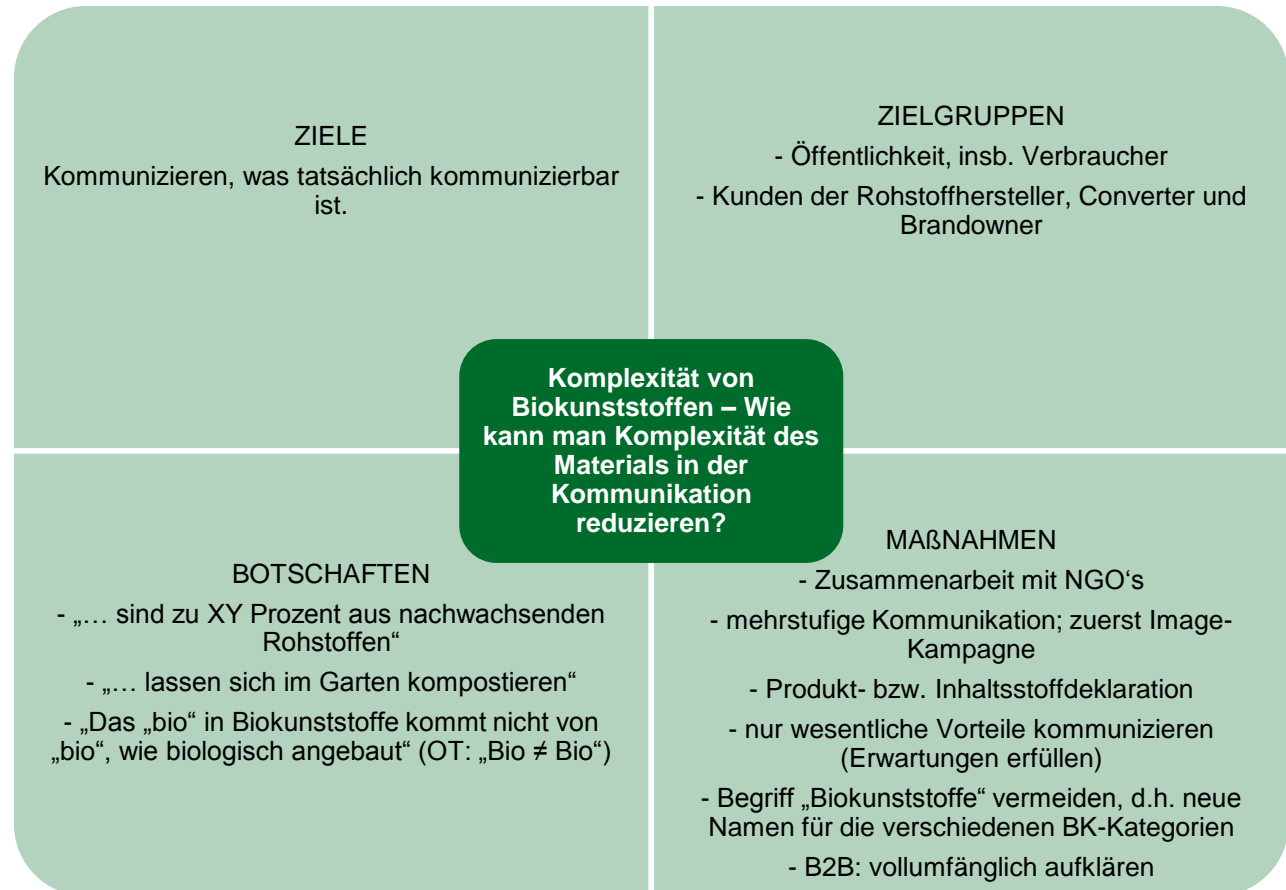 ZIELE
Kommunizieren, was tatsächlich kommunizierbar
ist.
ZIELGRUPPEN
- Öffentlichkeit, insb. Verbraucher
- Kunden der Rohstoffhersteller, Converter und
Brandowner
Komplexität von
Biokunststoffen – Wie
kann man Komplexität des
Materials in der
Kommunikation
reduzieren?
BOTSCHAFTEN
- „… sind zu XY Prozent aus nachwachsenden
Rohstoffen“
- „… lassen sich im Garten kompostieren“
- „Das „bio“ in Biokunststoffe kommt nicht von
„bio“, wie biologisch angebaut“ (OT: „Bio ≠ Bio“)
MAßNAHMEN
- Zusammenarbeit mit NGO‘s
- mehrstufige Kommunikation; zuerst Image-
Kampagne
- Produkt- bzw. Inhaltsstoffdeklaration
- nur wesentliche Vorteile kommunizieren
(Erwartungen erfüllen)
- Begriff „Biokunststoffe“ vermeiden, d.h. neue
Namen für die verschiedenen BK-Kategorien
- B2B: vollumfänglich aufklären